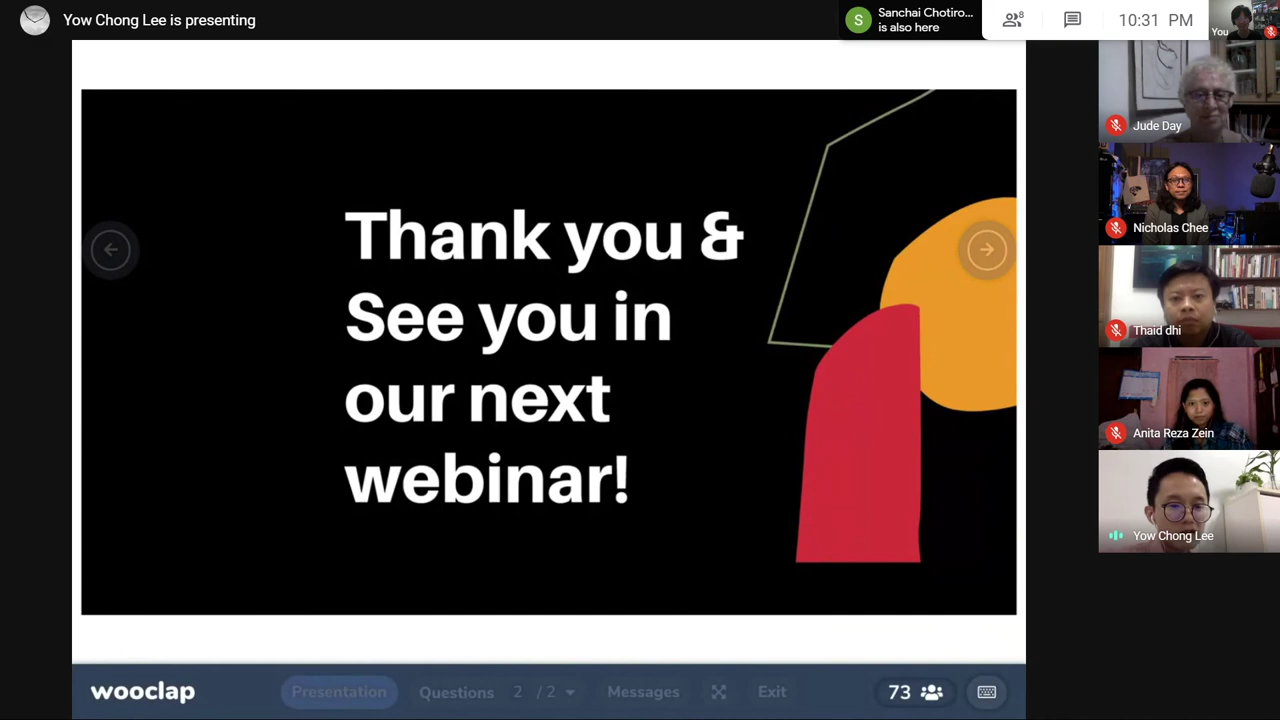 Yow Chong Lee is presenting
S
Sanchai Chotiro...
is also here
8
10:31 PM
You
Jude Day
Nicholas Chee
Thaid dhi
Anita Reza Zein
Yow Chong Lee
Thank you &
See you in
our next
webinar!
wooclap
Presentation
Questions 2 / 2
Messages
Exit
73